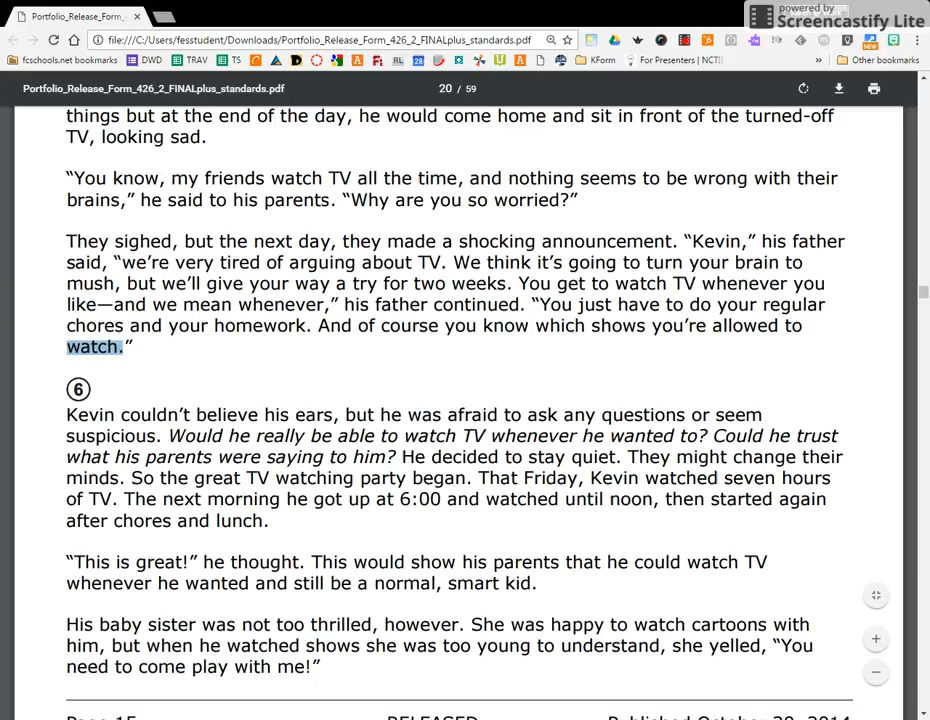 Portfolio_Release_Form_
powered by
Screencastify Lite
file:///C:/Users/fesstudent/Downloads/Portfolio_Release_Form_426_2_FINALplus_standards.pdf
fcschools.net bookmarks DWD TRAV TS RL 28 KForm For Presenters | NCTI » Other bookmarks
Portfolio_Release_Form_426_2_FINALplus_standards.pdf 20 / 59
things but at the end of the day, he would come home and sit in front of the turned-off
TV, looking sad.
“You know, my friends watch TV all the time, and nothing seems to be wrong with their
brains,” he said to his parents. “Why are you so worried?”
They sighed, but the next day, they made a shocking announcement. “Kevin,” his father
said, “we’re very tired of arguing about TV. We think it’s going to turn your brain to
mush, but we’ll give your way a try for two weeks. You get to watch TV whenever you
like—and we mean whenever,” his father continued. “You just have to do your regular
chores and your homework. And of course you know which shows you’re allowed to
watch.”
6
Kevin couldn’t believe his ears, but he was afraid to ask any questions or seem
suspicious. Would he really be able to watch TV whenever he wanted to? Could he trust
what his parents were saying to him? He decided to stay quiet. They might change their
minds. So the great TV watching party began. That Friday, Kevin watched seven hours
of TV. The next morning he got up at 6:00 and watched until noon, then started again
after chores and lunch.
“This is great!” he thought. This would show his parents that he could watch TV
whenever he wanted and still be a normal, smart kid.
His baby sister was not too thrilled, however. She was happy to watch cartoons with
him, but when he watched shows she was too young to understand, she yelled, “You
need to come play with me!”
Page 15 RELEASED Published October 20, 2014